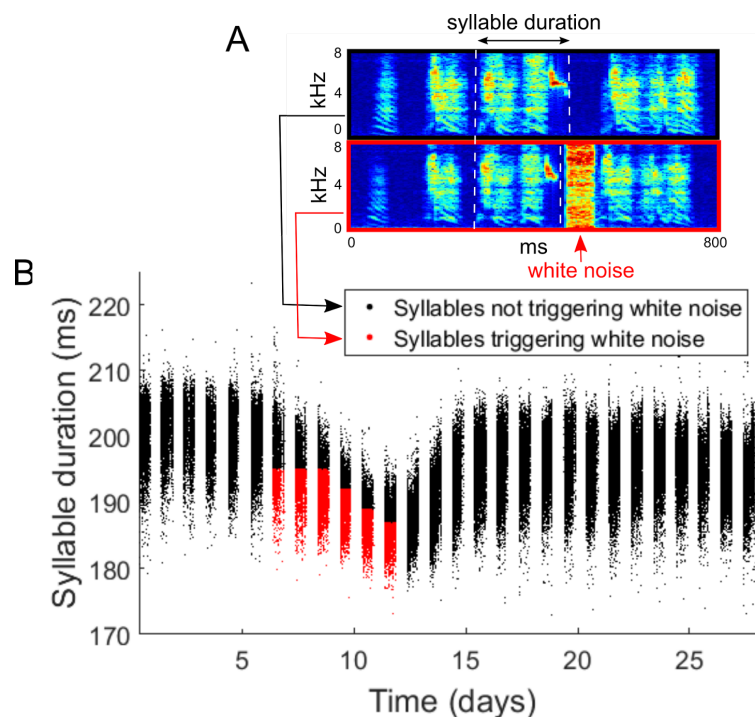 A
syllable duration
8
kHz
4
0
8
kHz
4
0
0
ms
800
white noise
B
Syllables not triggering white noise
Syllables triggering white noise
Syllable duration (ms)
220
210
200
190
180
170
5
10
15
20
25
Time (days)